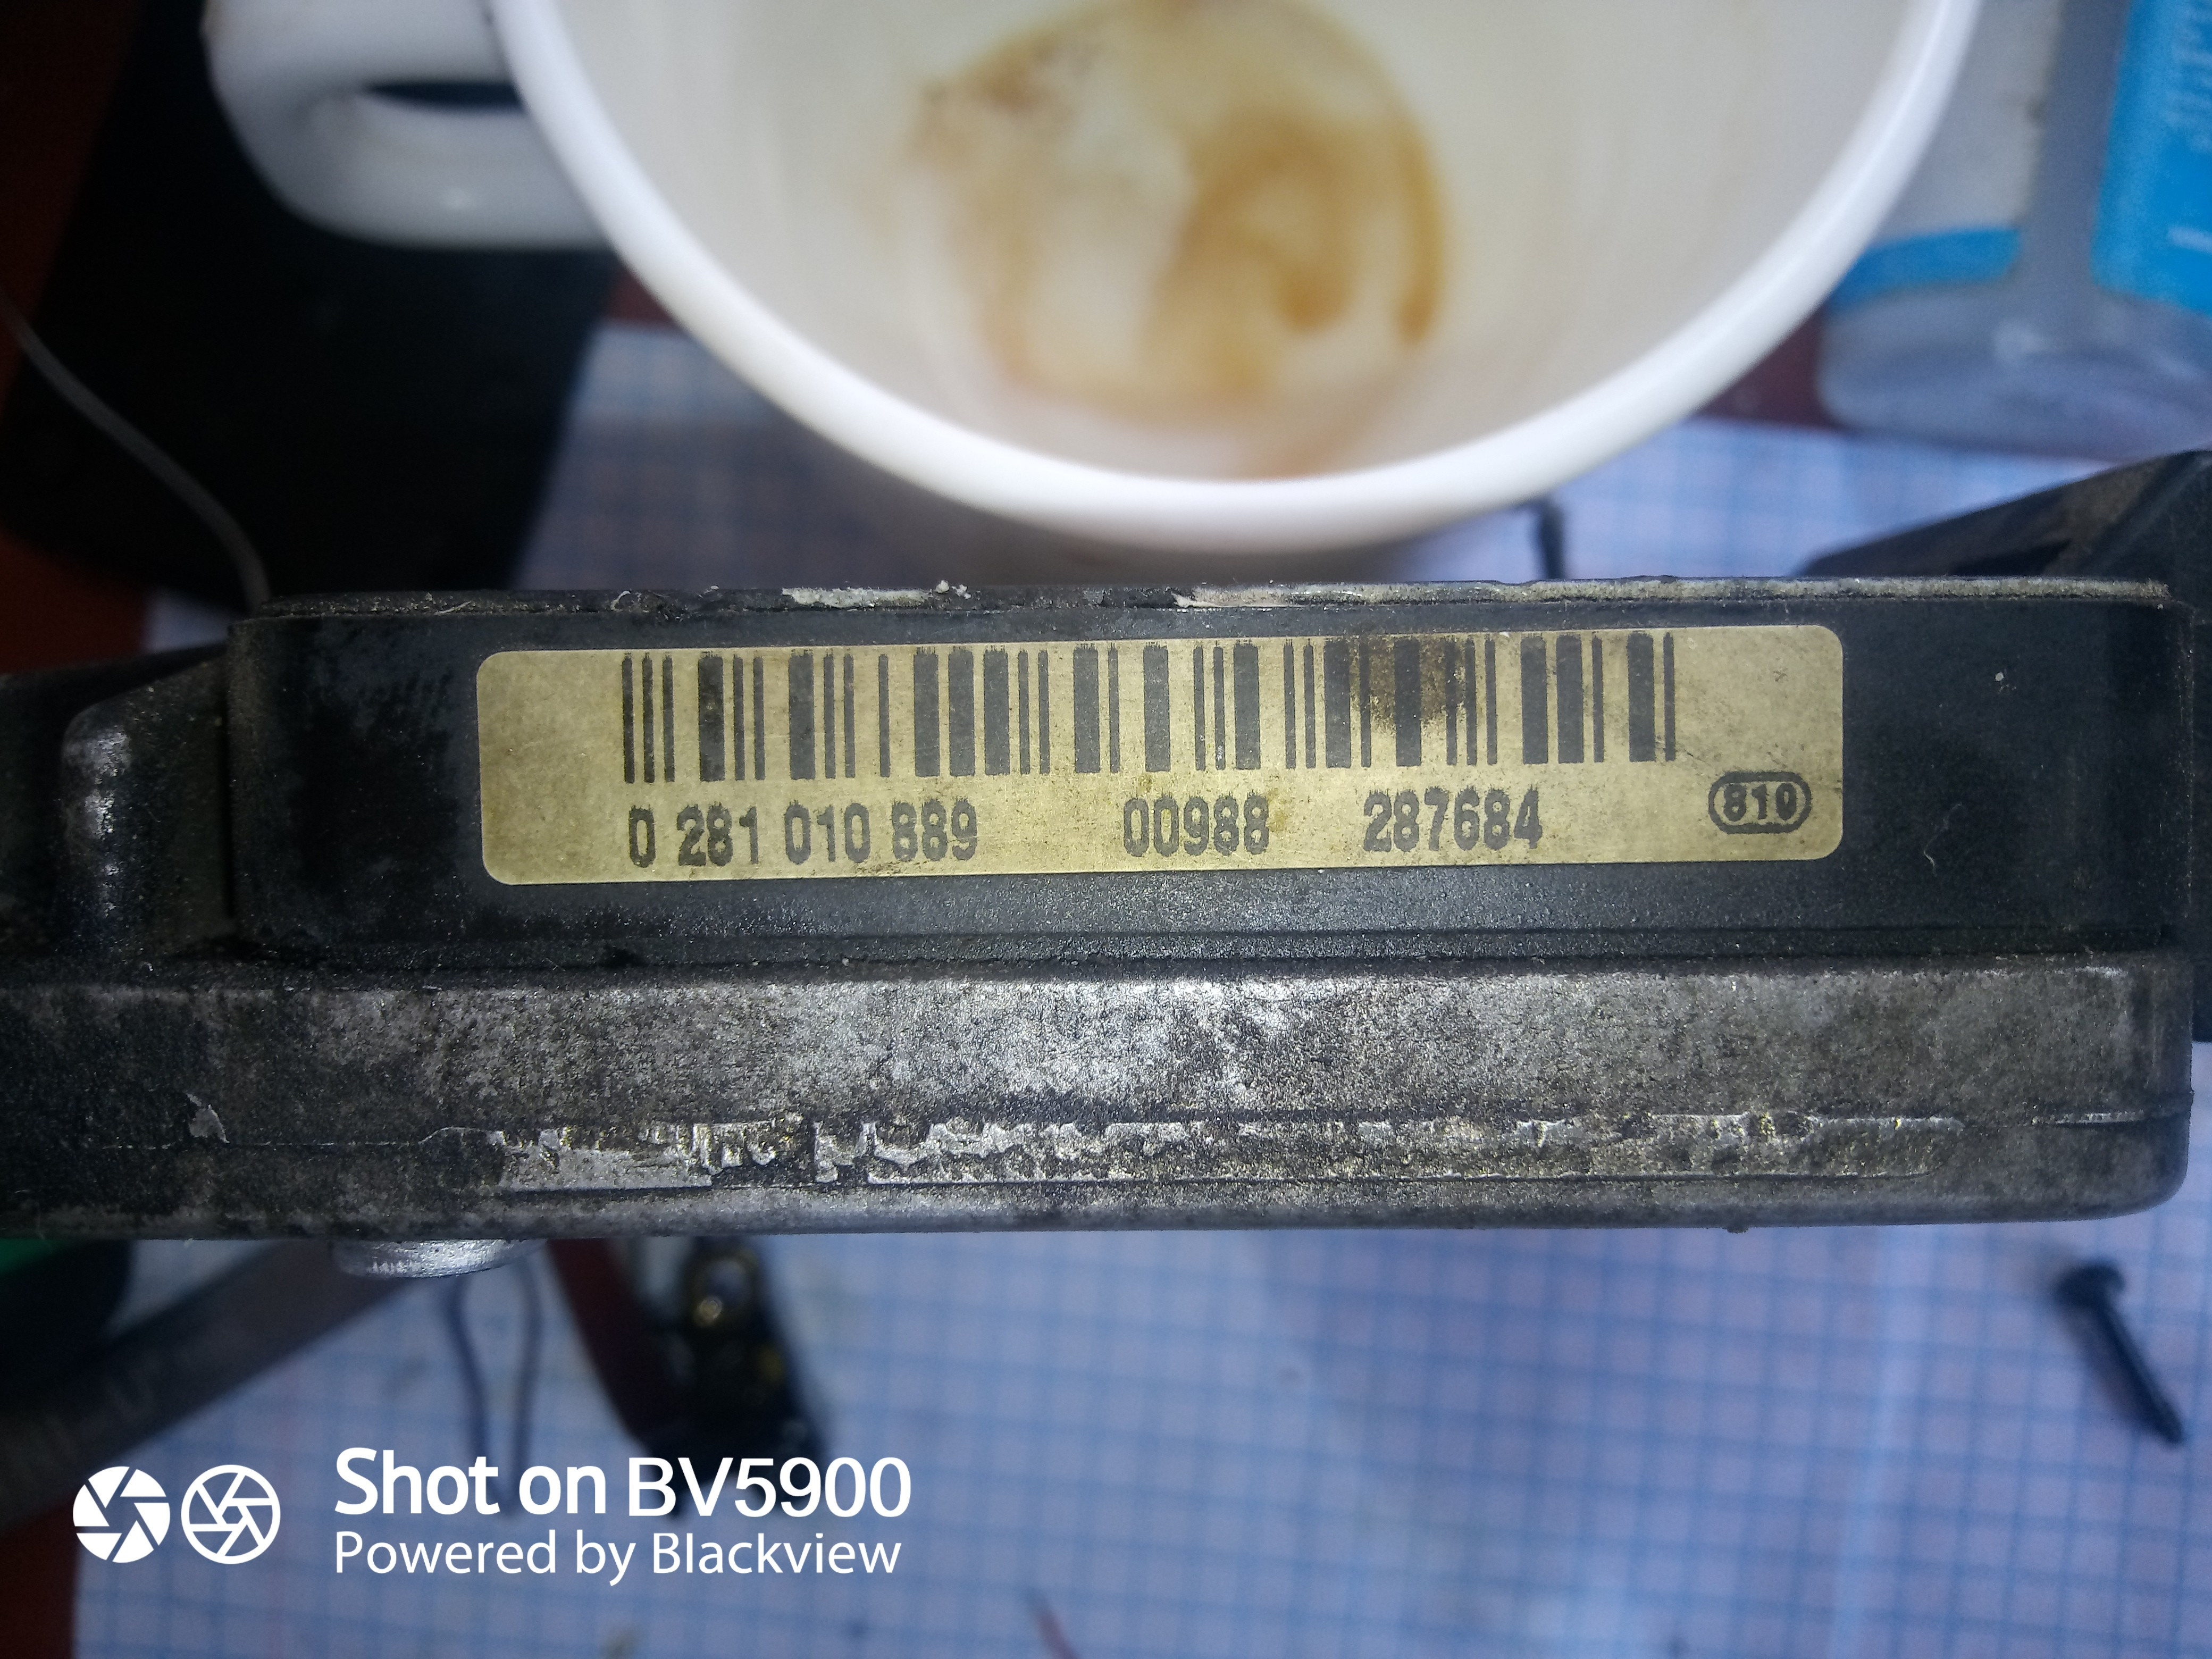 0 281 010 889 00988 287684 810
Shot on BV5900
Powered by Blackview